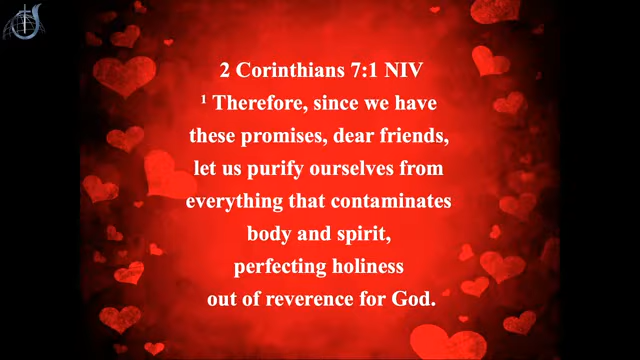 2 Corinthians 7:1 NIV
¹ Therefore, since we have
these promises, dear friends,
let us purify ourselves from
everything that contaminates
body and spirit,
perfecting holiness
out of reverence for God.